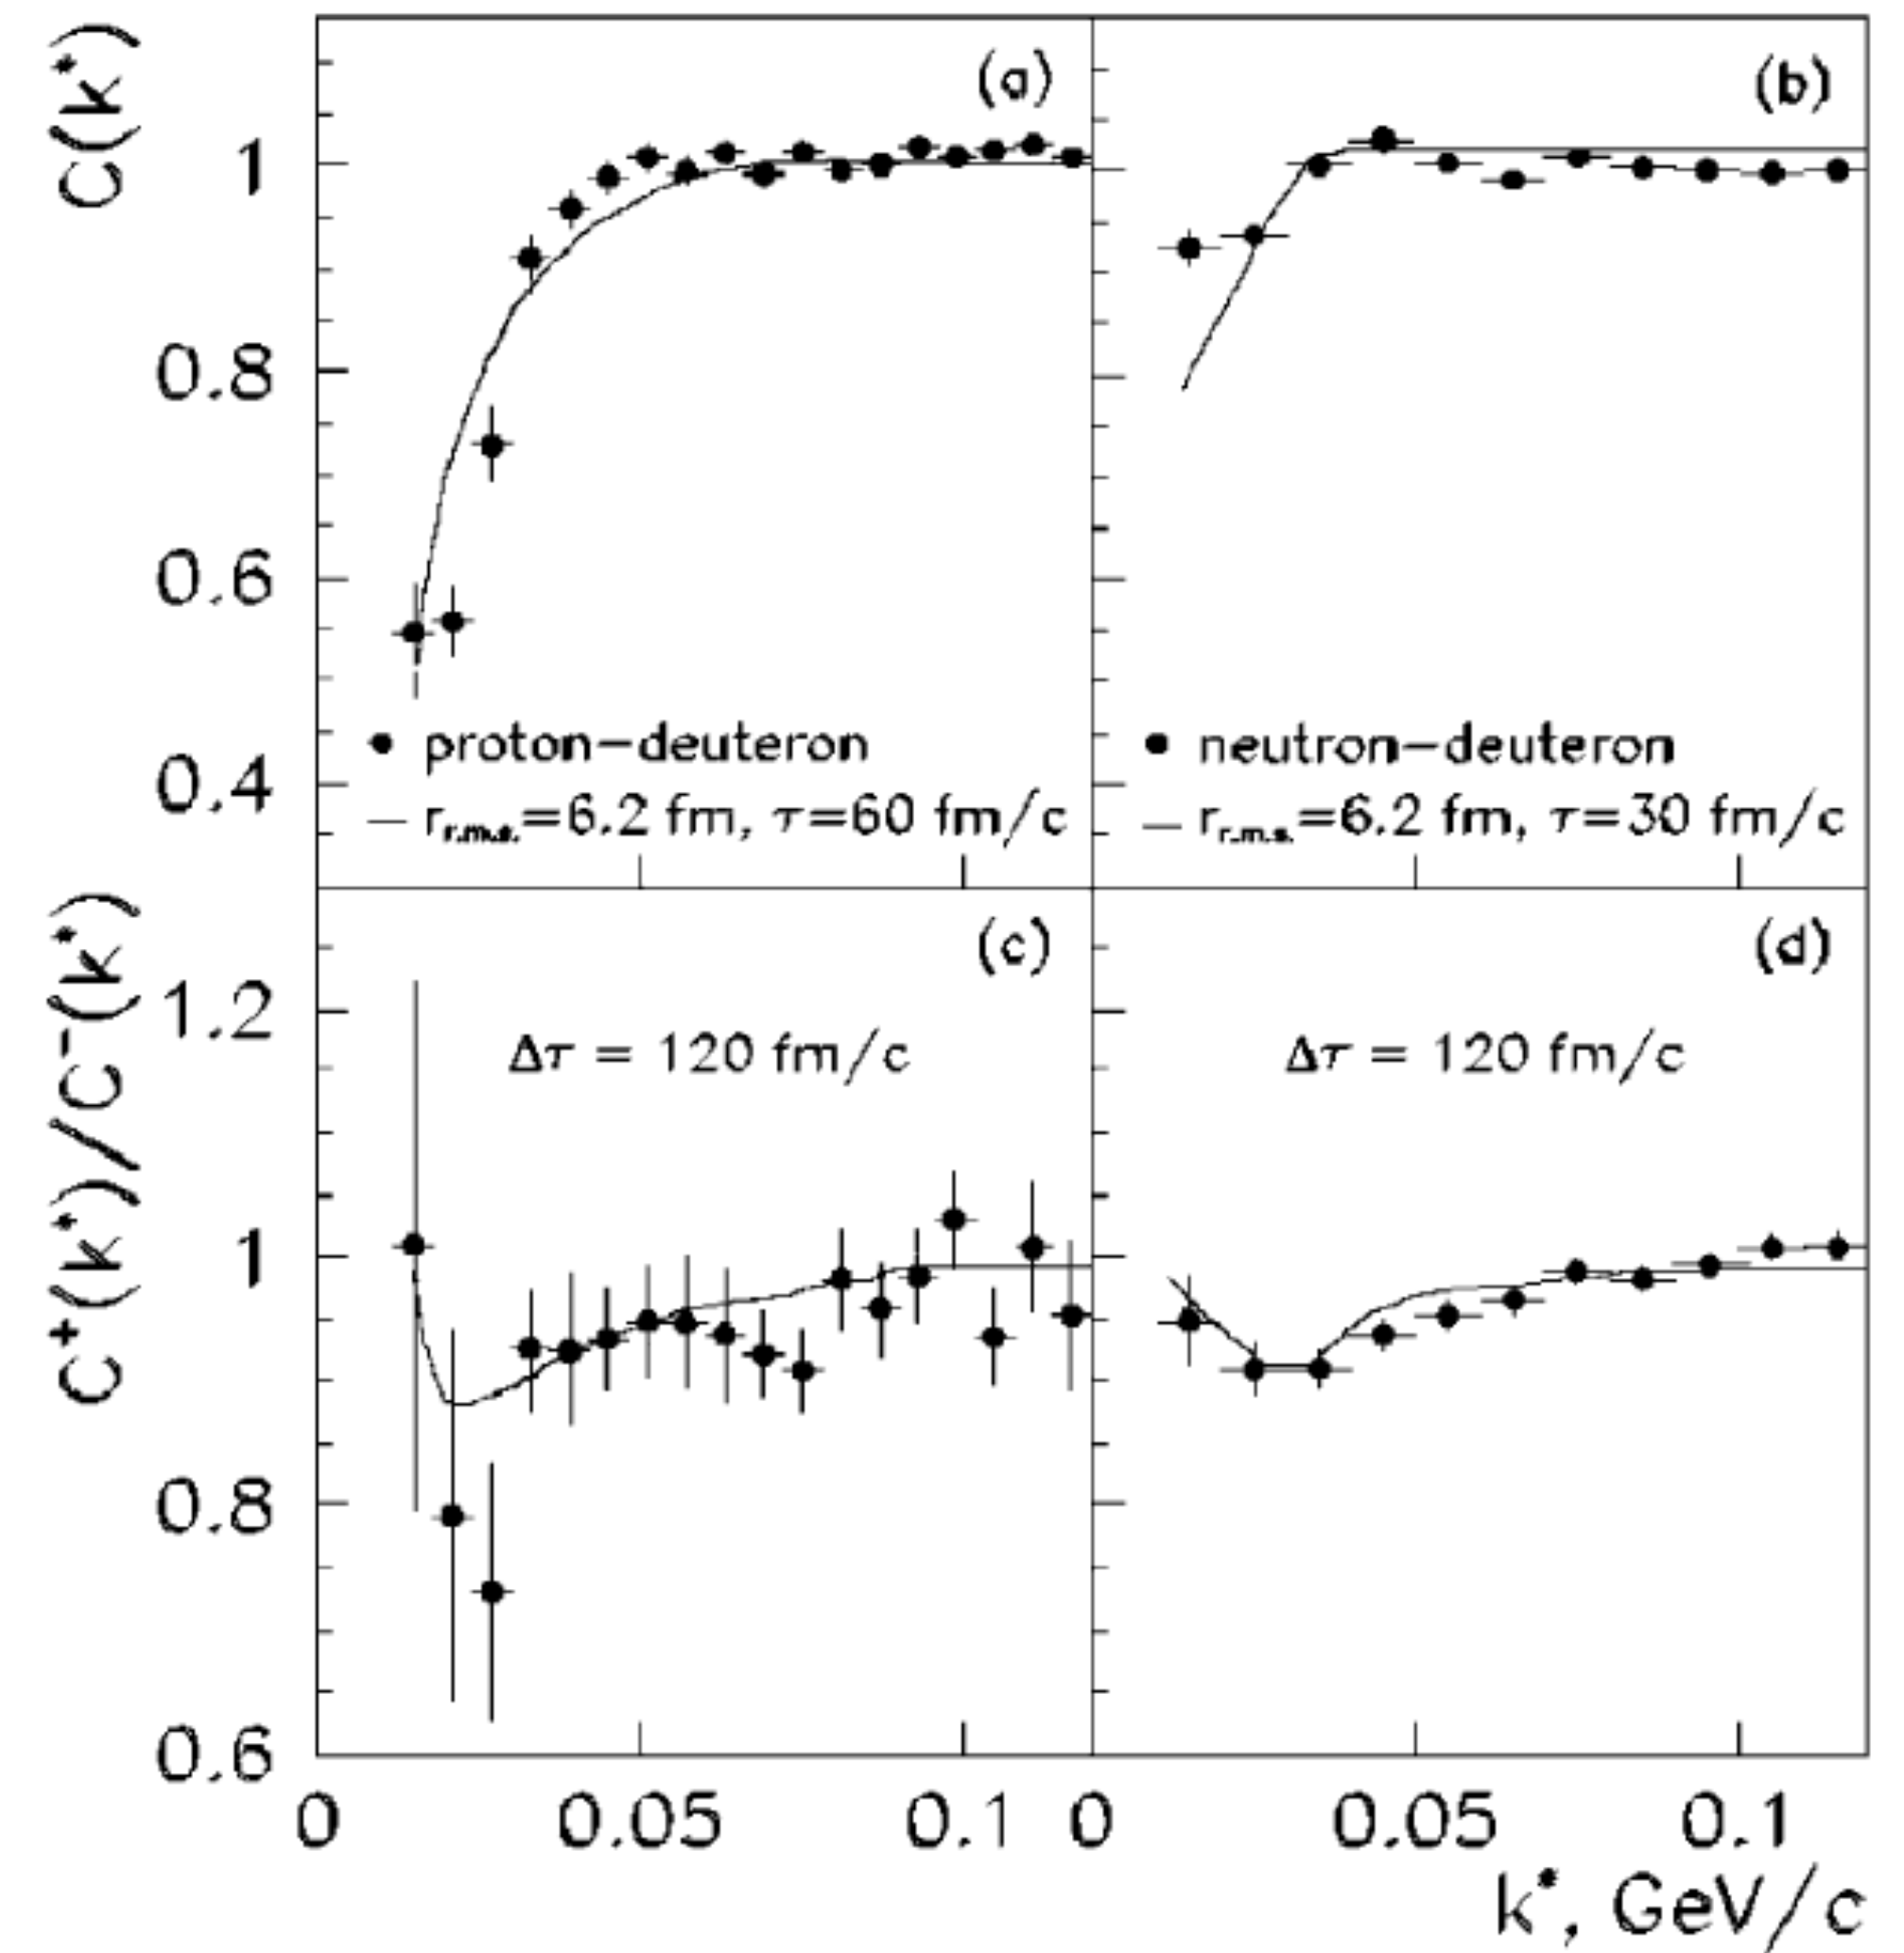 C(k*)
(a)
(b)
1
0.8
0.6
0.4
● proton–deuteron
— r_r.m.s.=6.2 fm, τ=60 fm/c
● neutron–deuteron
— r_r.m.s.=6.2 fm, τ=30 fm/c
C⁺(k*)/C⁻(k*)
(c)
(d)
1.2
Δτ = 120 fm/c
Δτ = 120 fm/c
1
0.8
0.6
0 0.05 0.1 0 0.05 0.1
k*, GeV/c